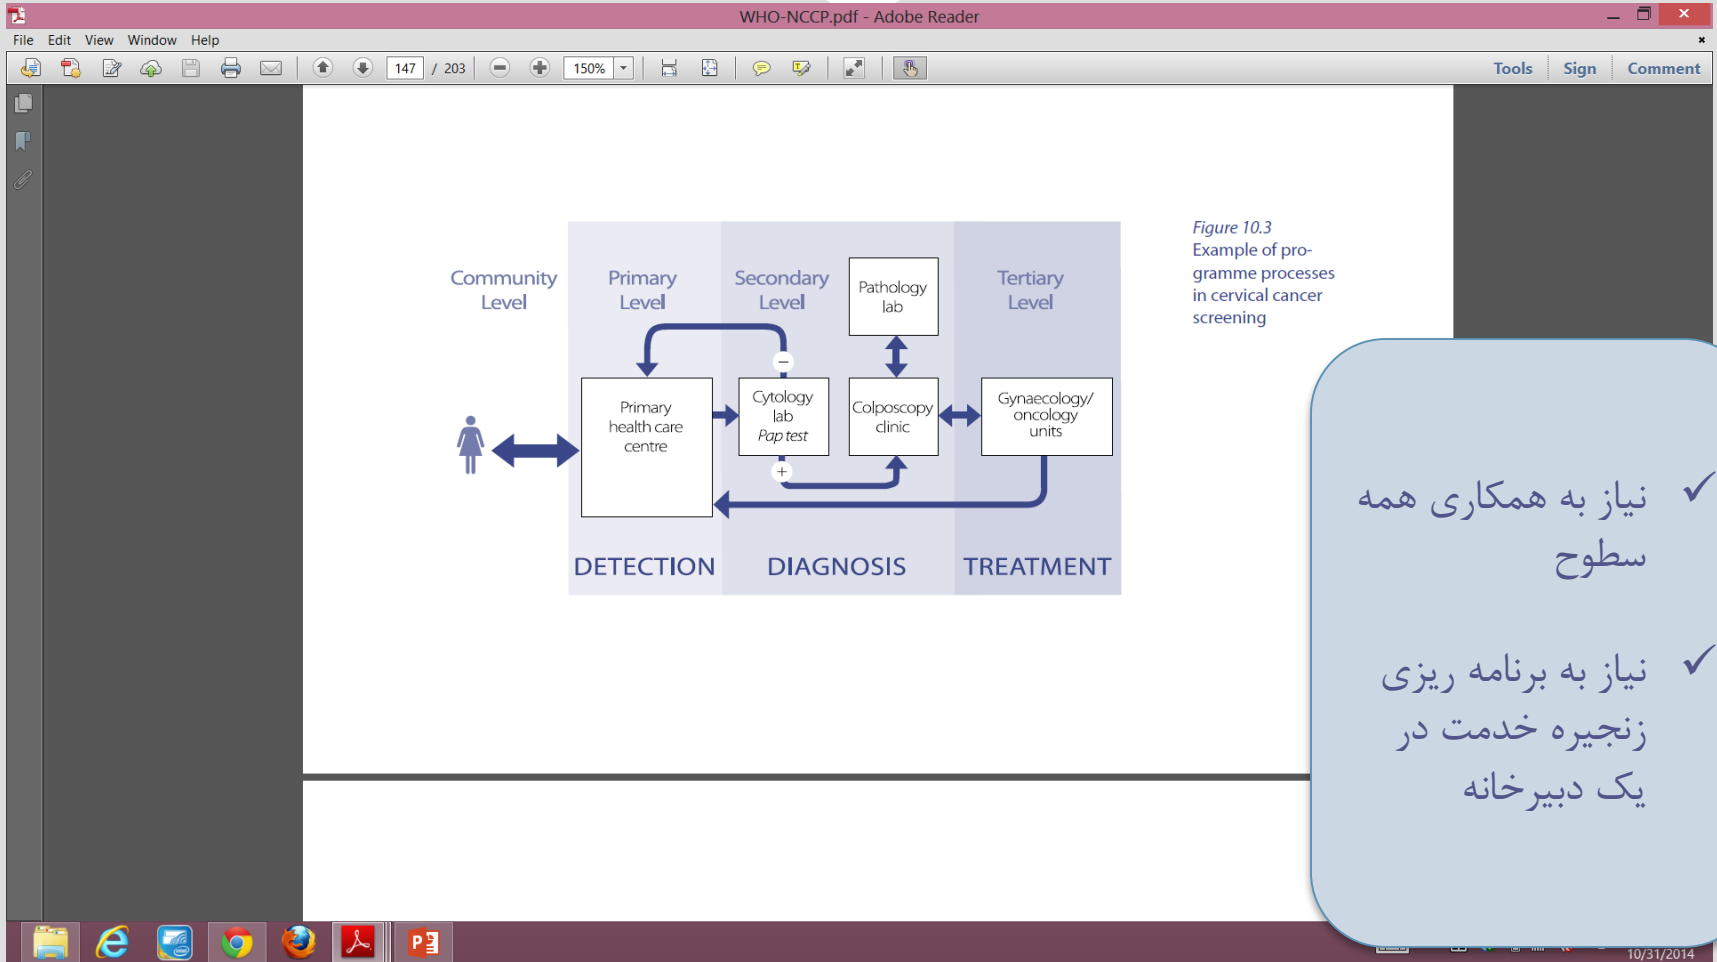 WHO-NCCP.pdf - Adobe Reader
File Edit View Window Help
147 / 203 150% Tools Sign Comment
Figure 10.3
Example of pro-
gramme processes
in cervical cancer
screening
Community
Level
Primary
Level
Secondary
Level
Tertiary
Level
Pathology
lab
−
Primary
health care
centre
Cytology
lab
Pap test
Colposcopy
clinic
Gynaecology/
oncology
units
+
DETECTION DIAGNOSIS TREATMENT
✓ نیاز به همکاری همه
سطوح
✓ نیاز به برنامه ریزی
زنجیره خدمت در
یک دبیرخانه
10/31/2014